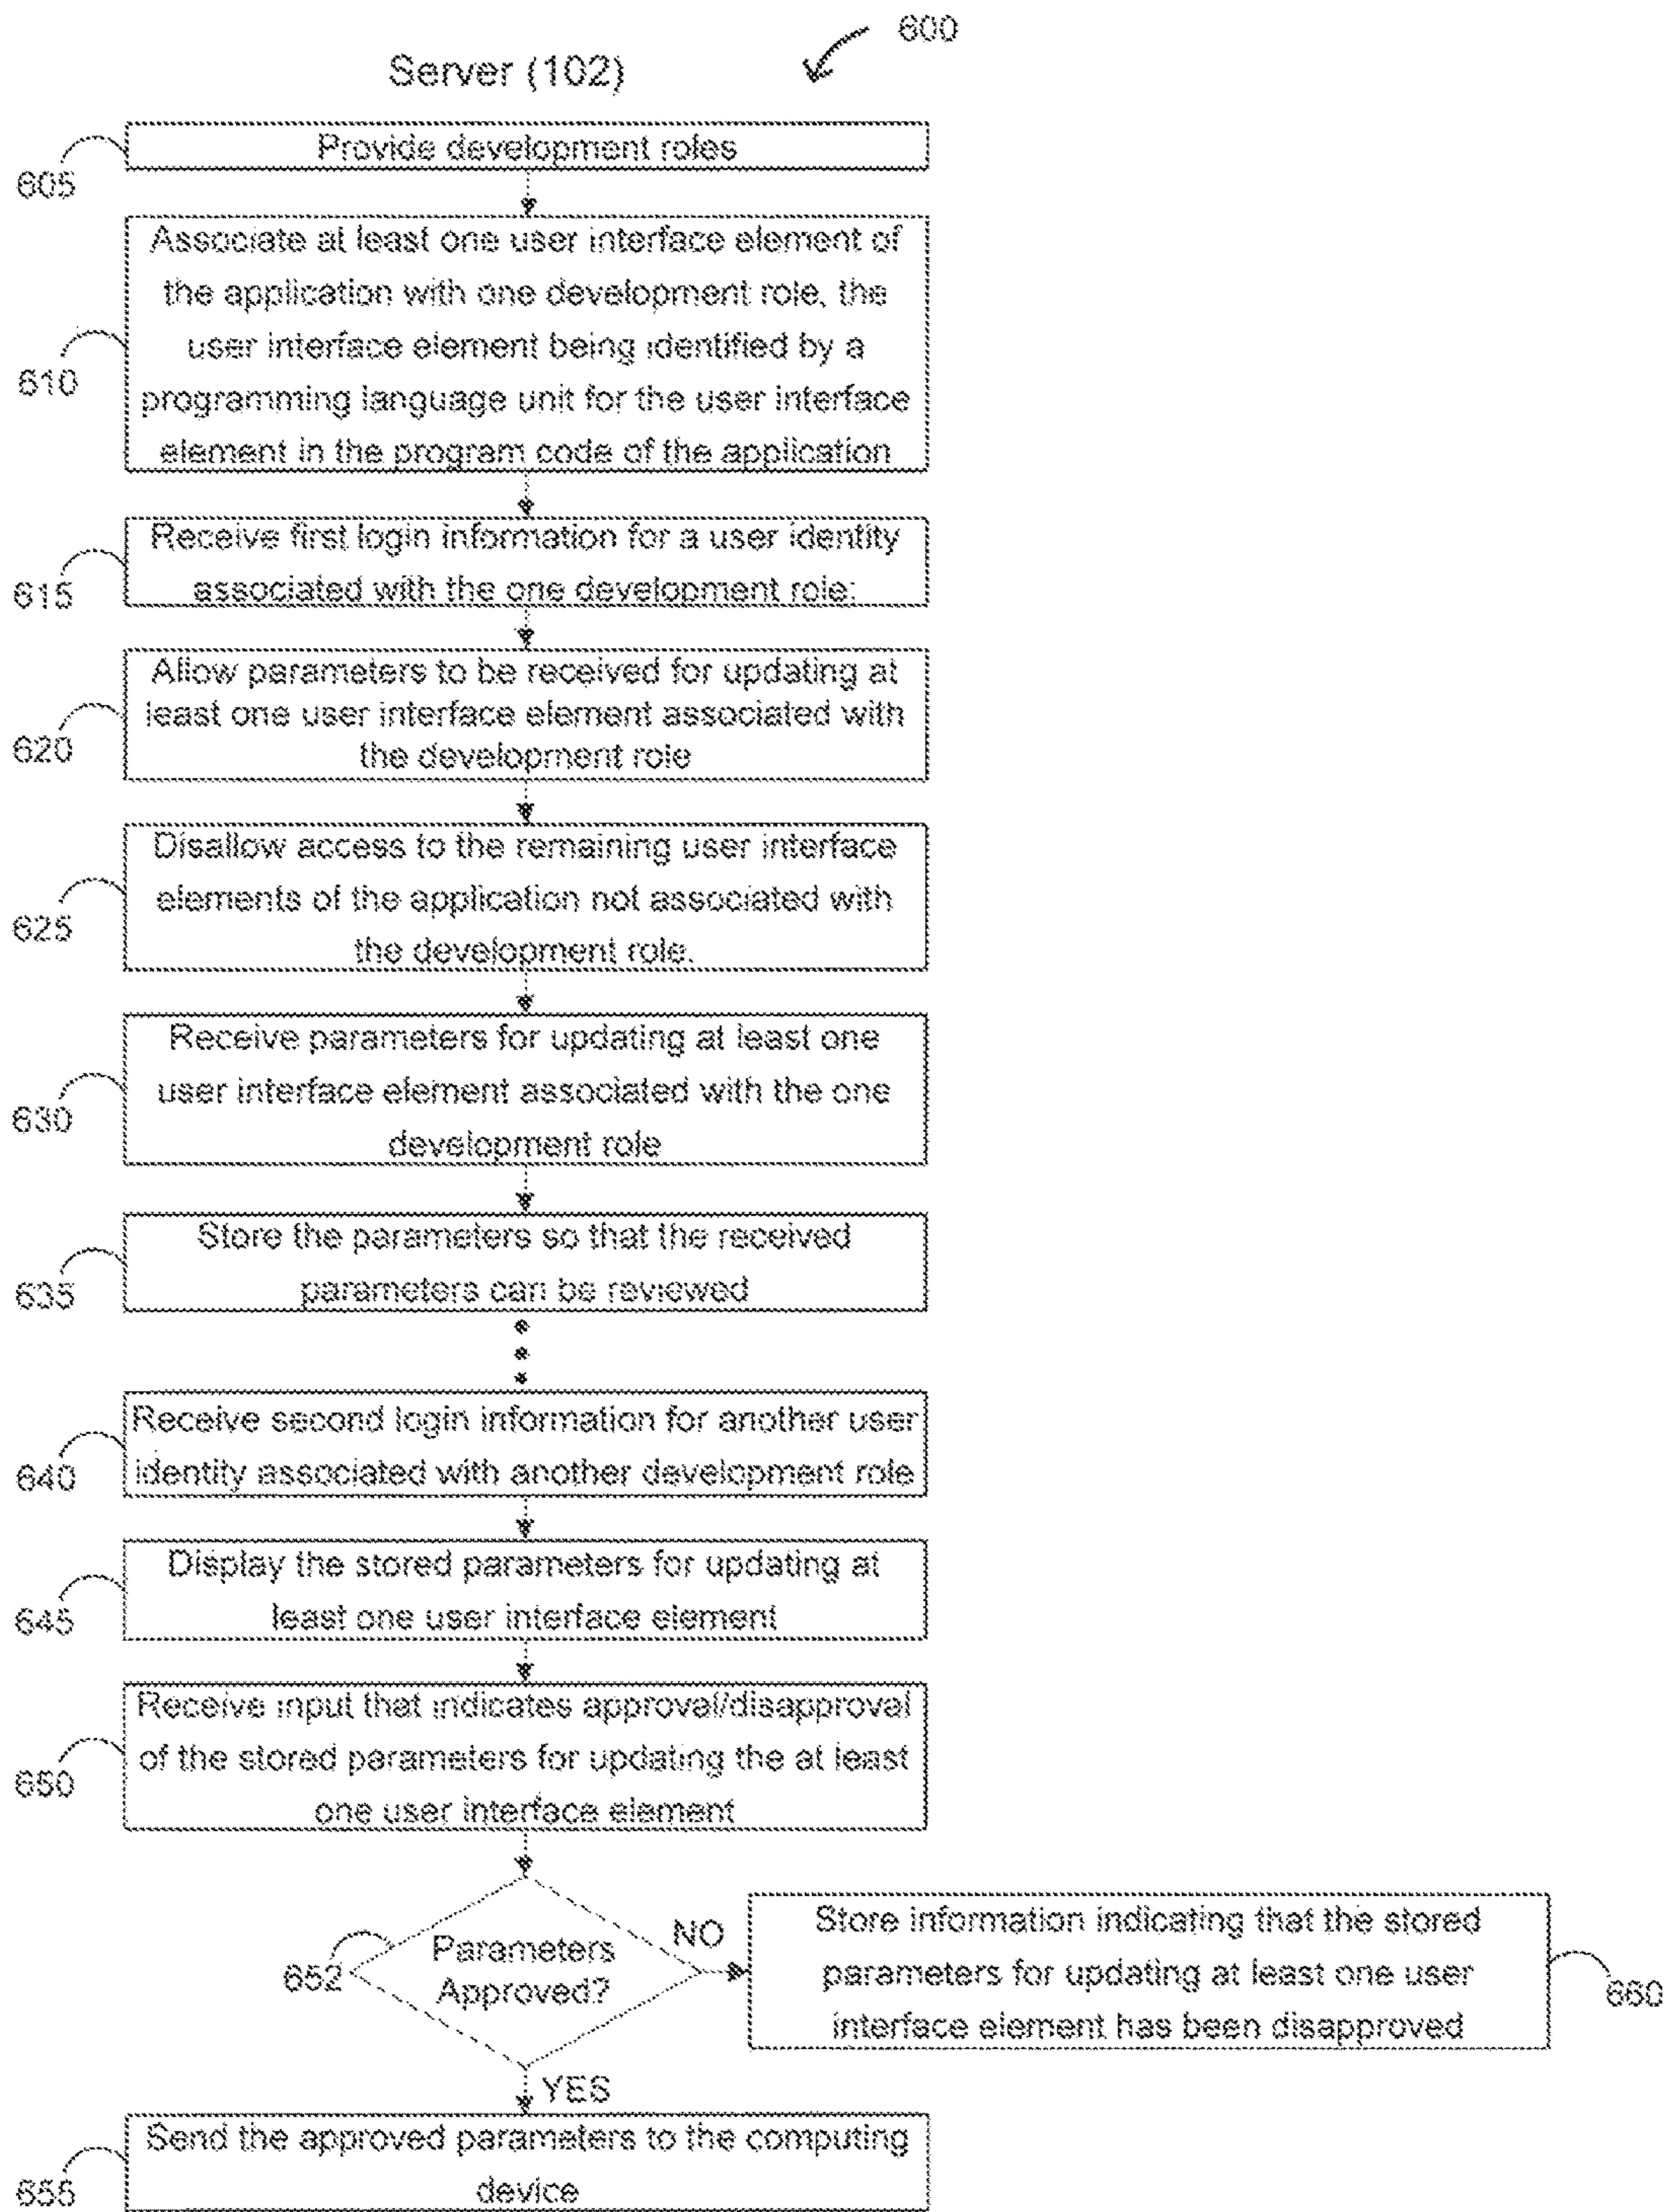 600
Server (102)
Provide development roles
605
Associate at least one user interface element of
the application with one development role, the
user interface element being identified by a
programming language unit for the user interface
element in the program code of the application
610
Receive first login information for a user identity
associated with the one development role;
615
Allow parameters to be received for updating at
least one user interface element associated with
the development role
620
Disallow access to the remaining user interface
elements of the application not associated with
the development role.
625
Receive parameters for updating at least one
user interface element associated with the one
development role
630
Store the parameters so that the received
parameters can be reviewed
635
Receive second login information for another user
identity associated with another development role
640
Display the stored parameters for updating at
least one user interface element
645
Receive input that indicates approval/disapproval
of the stored parameters for updating the at least
one user interface element
650
Parameters
Approved?
652
NO
Store information indicating that the stored
parameters for updating at least one user
interface element has been disapproved
660
YES
Send the approved parameters to the computing
device
655